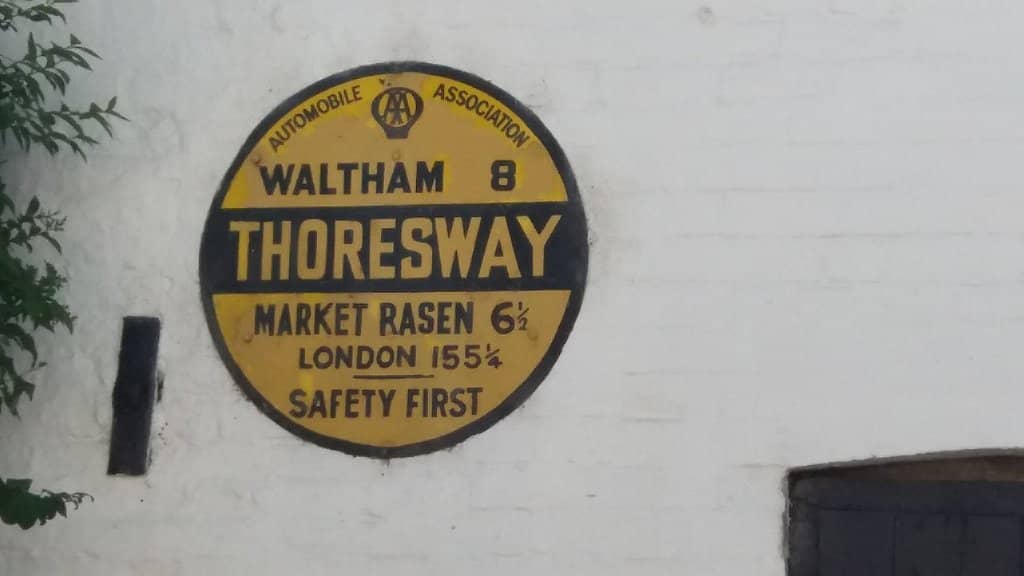 AUTOMOBILE AA ASSOCIATION
WALTHAM 8
THORESWAY
MARKET RASEN 6½
LONDON 155¼
SAFETY FIRST